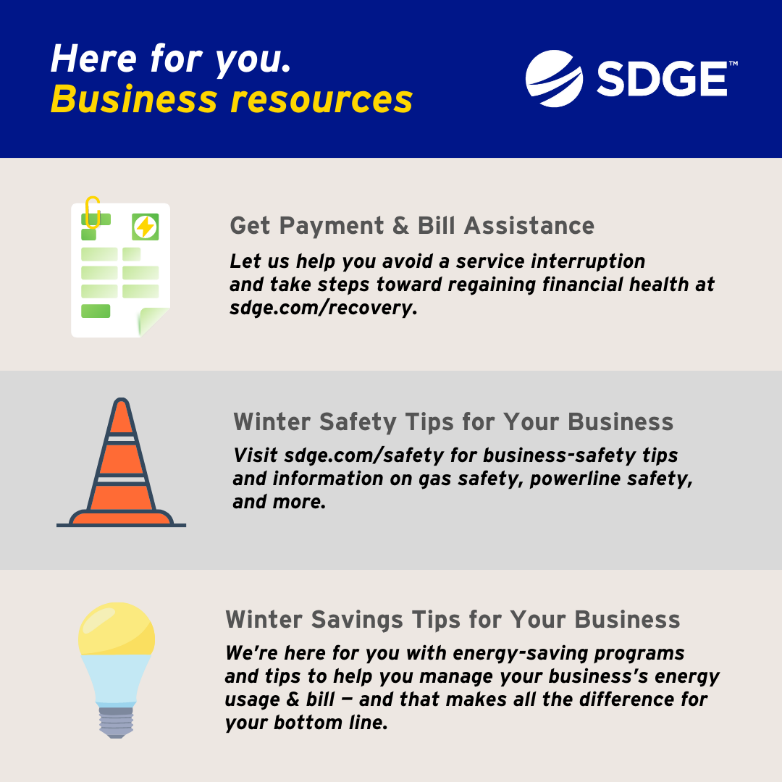 Here for you.
Business resources
SDGE™
Get Payment & Bill Assistance
Let us help you avoid a service interruption
and take steps toward regaining financial health at
sdge.com/recovery.
Winter Safety Tips for Your Business
Visit sdge.com/safety for business-safety tips
and information on gas safety, powerline safety,
and more.
Winter Savings Tips for Your Business
We’re here for you with energy-saving programs
and tips to help you manage your business’s energy
usage & bill – and that makes all the difference for
your bottom line.